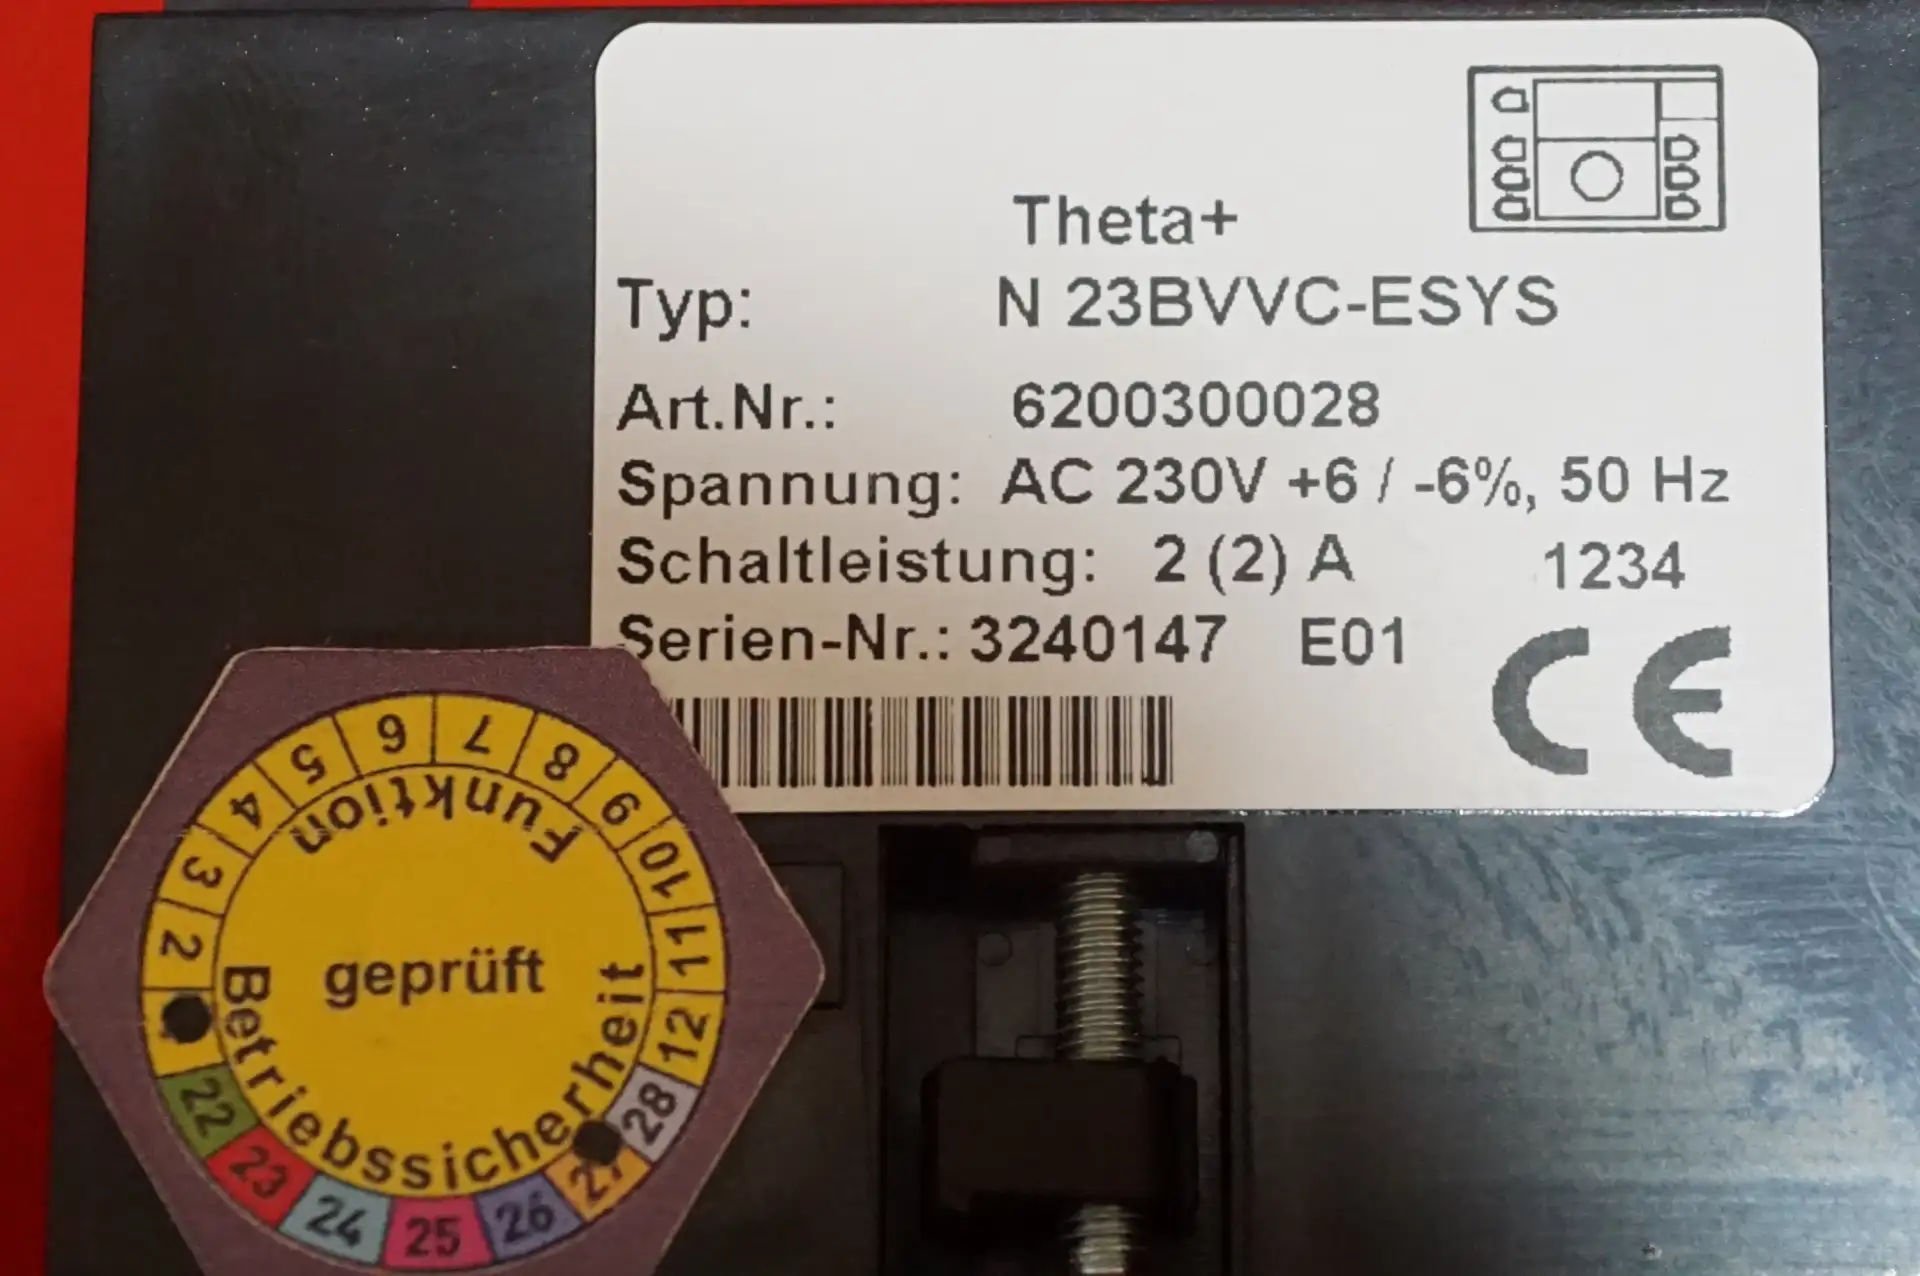 Theta+
Typ: N 23BVVC-ESYS
Art.Nr.: 6200300028
Spannung: AC 230V +6 / -6%, 50 Hz
Schaltleistung: 2 (2) A 1234
Serien-Nr.: 3240147 E01
CE
2 3 4 5 6 7 8 9 10 11 12
Funktion
geprüft
Betriebssicherheit
22 23 24 25 26 27 28